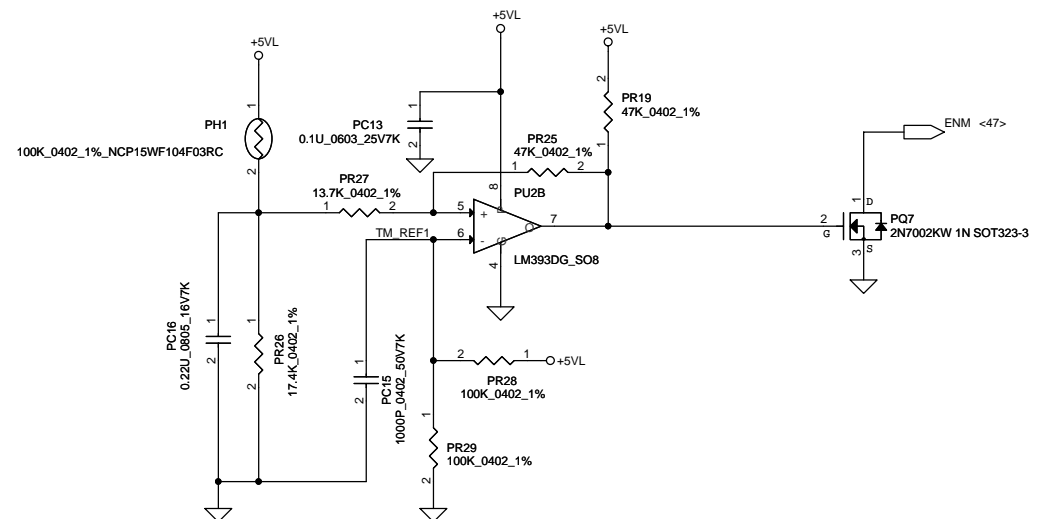 +5VL
+5VL
+5VL
1
PH1
100K_0402_1%_NCP15WF104F03RC
2
1
PC13
0.1U_0603_25V7K
2
2
PR19
47K_0402_1%
1
PR25
47K_0402_1%
1
2
ENM <47>
PR27
13.7K_0402_1%
1
2
8
PU2B
5
+
P
7
O
TM_REF1
6
-
G
4
LM393DG_SO8
2
G
1
D
PQ7
2N7002KW 1N SOT323-3
3
S
1
PC16
0.22U_0805_16V7K
2
1
PR26
17.4K_0402_1%
2
1
PC15
1000P_0402_50V7K
2
2
1
+5VL
PR28
100K_0402_1%
1
PR29
100K_0402_1%
2